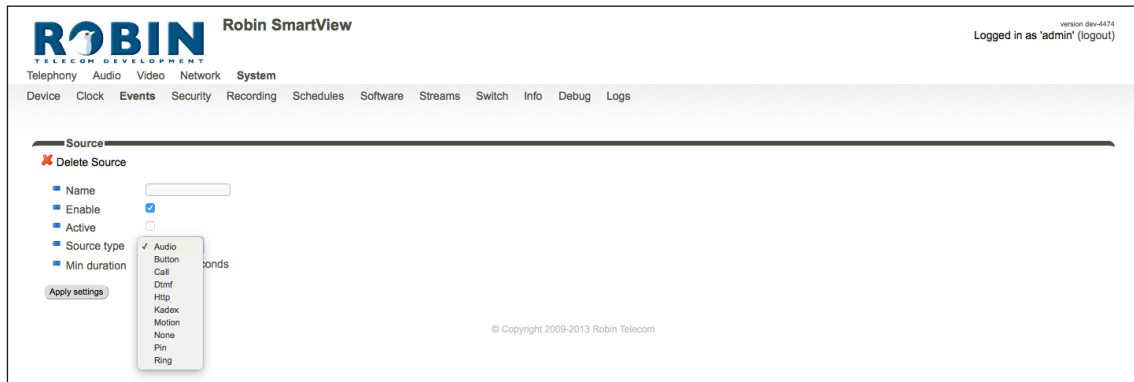 ROBIN
TELECOM DEVELOPMENT
Robin SmartView
version dev-4474
Logged in as 'admin' (logout)
Telephony Audio Video Network System
Device Clock Events Security Recording Schedules Software Streams Switch Info Debug Logs
Source
Delete Source
Name
Enable
Active
Source type ✓ Audio
Min duration conds
Button
Call
Dtmf
Http
Kadex
Motion
None
Pin
Ring
Apply settings
© Copyright 2009-2013 Robin Telecom